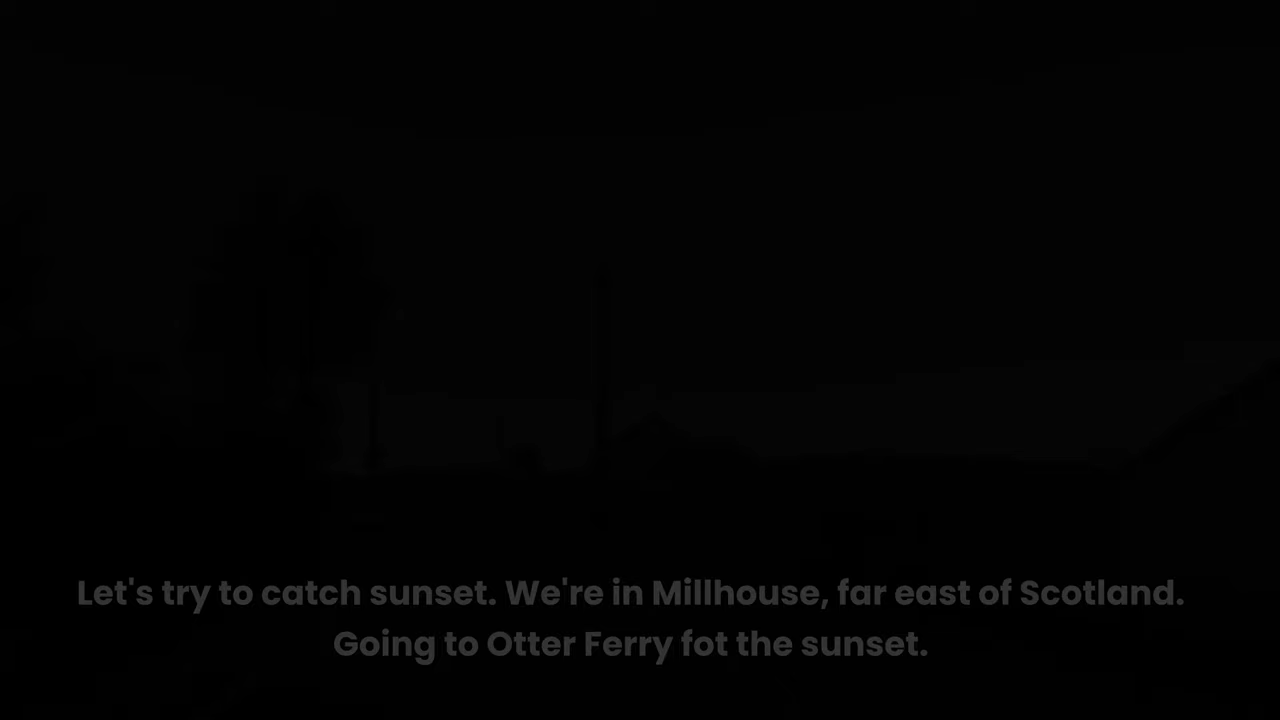 Let's try to catch sunset. We're in Millhouse, far east of Scotland.
Going to Otter Ferry fot the sunset.